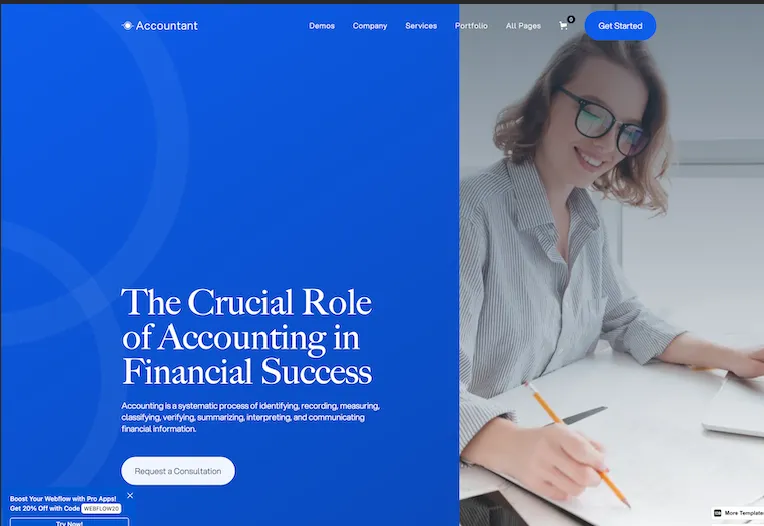 Accountant
Demos
Company
Services
Portfolio
All Pages
0
Get Started
The Crucial Role
of Accounting in
Financial Success
Accounting is a systematic process of identifying, recording, measuring,
classifying, verifying, summarizing, interpreting, and communicating
financial information.
Request a Consultation
Boost Your Webflow with Pro Apps!
Get 20% Off with Code WEBFLOW20
Try Now!
More Template